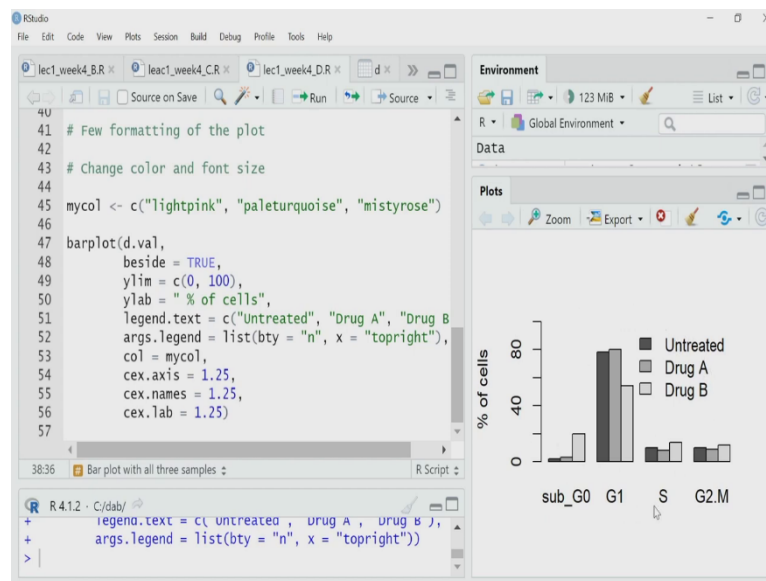 RStudio
File Edit Code View Plots Session Build Debug Profile Tools Help
lec1_week4_B.R leac1_week4_C.R lec1_week4_D.R d
Source on Save Run Source
40
41 # Few formatting of the plot
42
43 # Change color and font size
44
45 mycol <- c("lightpink", "paleturquoise", "mistyrose")
46
47 barplot(d.val,
48 beside = TRUE,
49 ylim = c(0, 100),
50 ylab = " % of cells",
51 legend.text = c("Untreated", "Drug A", "Drug B
52 args.legend = list(bty = "n", x = "topright"),
53 col = mycol,
54 cex.axis = 1.25,
55 cex.names = 1.25,
56 cex.lab = 1.25)
57
38:36 Bar plot with all three samples R Script
R 4.1.2 · C:/dab/
+ legend.text = c("Untreated", "Drug A", "Drug B"),
+ args.legend = list(bty = "n", x = "topright"))
>
Environment
123 MiB List
R Global Environment
Data
Plots
Zoom Export
% of cells
80
40
0
Untreated
Drug A
Drug B
sub_G0 G1 S G2.M